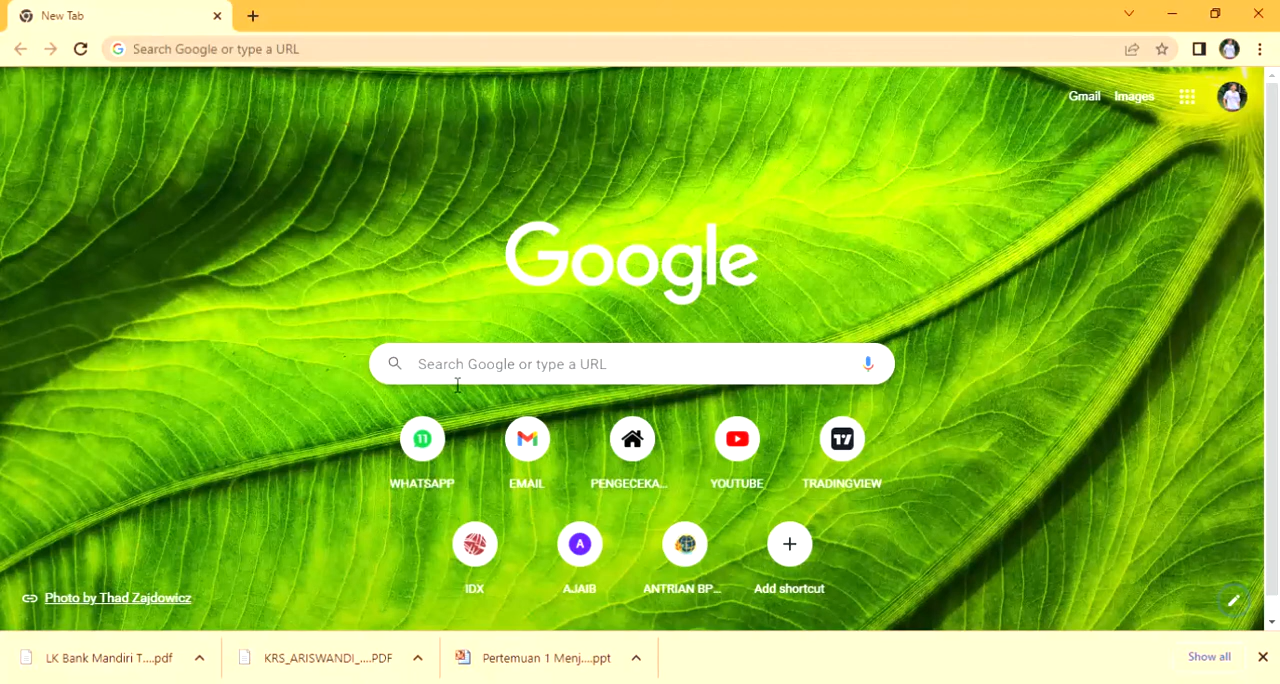 New Tab
Search Google or type a URL
Gmail Images
Google
Search Google or type a URL
11
WHATSAPP EMAIL PENGECEKA... YOUTUBE TRADINGVIEW
A
IDX AJAIB ANTRIAN BP... Add shortcut
Photo by Thad Zajdowicz
LK Bank Mandiri T....pdf KRS_ARISWANDI_....PDF Pertemuan 1 Menj....ppt Show all